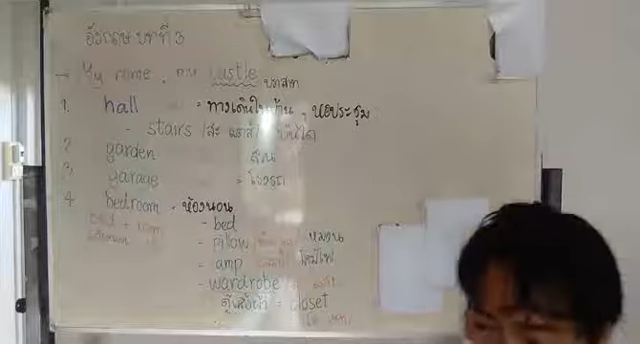 อังกฤษ บทที่ 3
→ My home, my castle ปราสาท
1. hall = ทางเดินในบ้าน, หอประชุม
- stairs บันได
2 garden สวน
3 garage = โรงรถ
4 bedroom - ห้องนอน
bed + room - bed
- pillow หมอน
- amp โคมไฟ
- wardrobe
ตู้เสื้อผ้า = closet